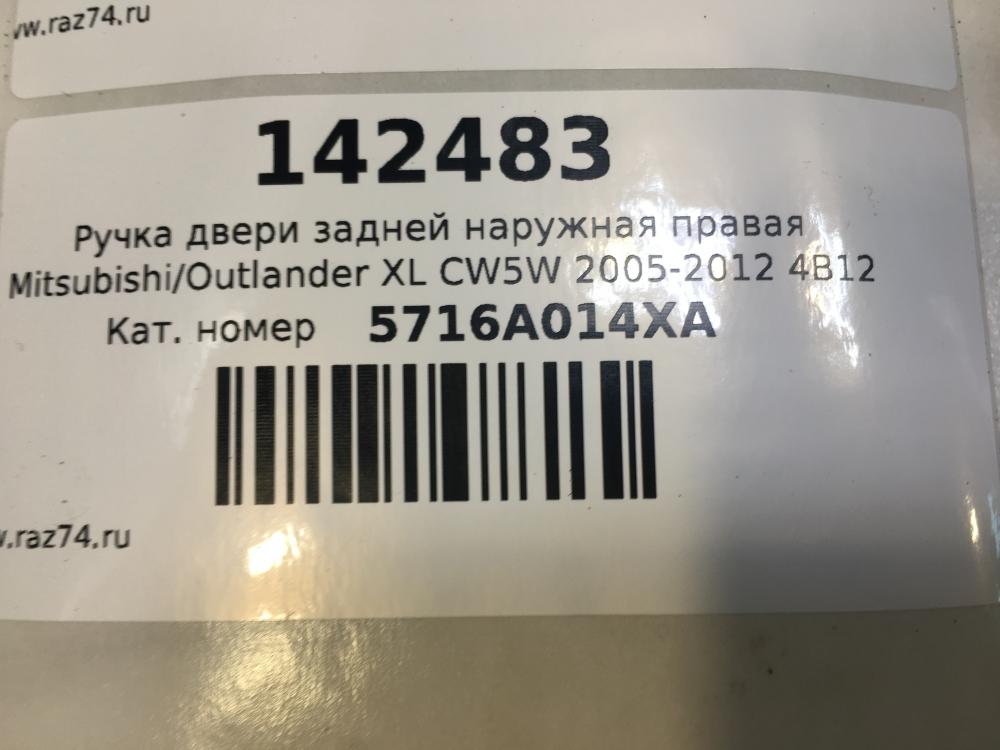 ww.raz74.ru
142483
Ручка двери задней наружная правая
Mitsubishi/Outlander XL CW5W 2005-2012 4B12
Кат. номер 5716A014XA
w.raz74.ru